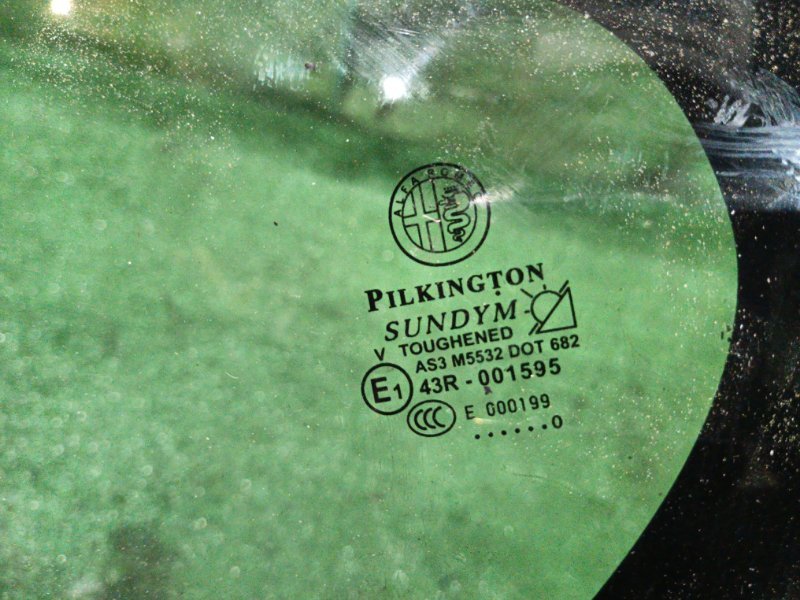 ALFA ROMEO
PILKINGTON
SUNDYM
TOUGHENED
V
AS3 M5532 DOT 682
E1 43R - 001595
CCC E 000199
......0